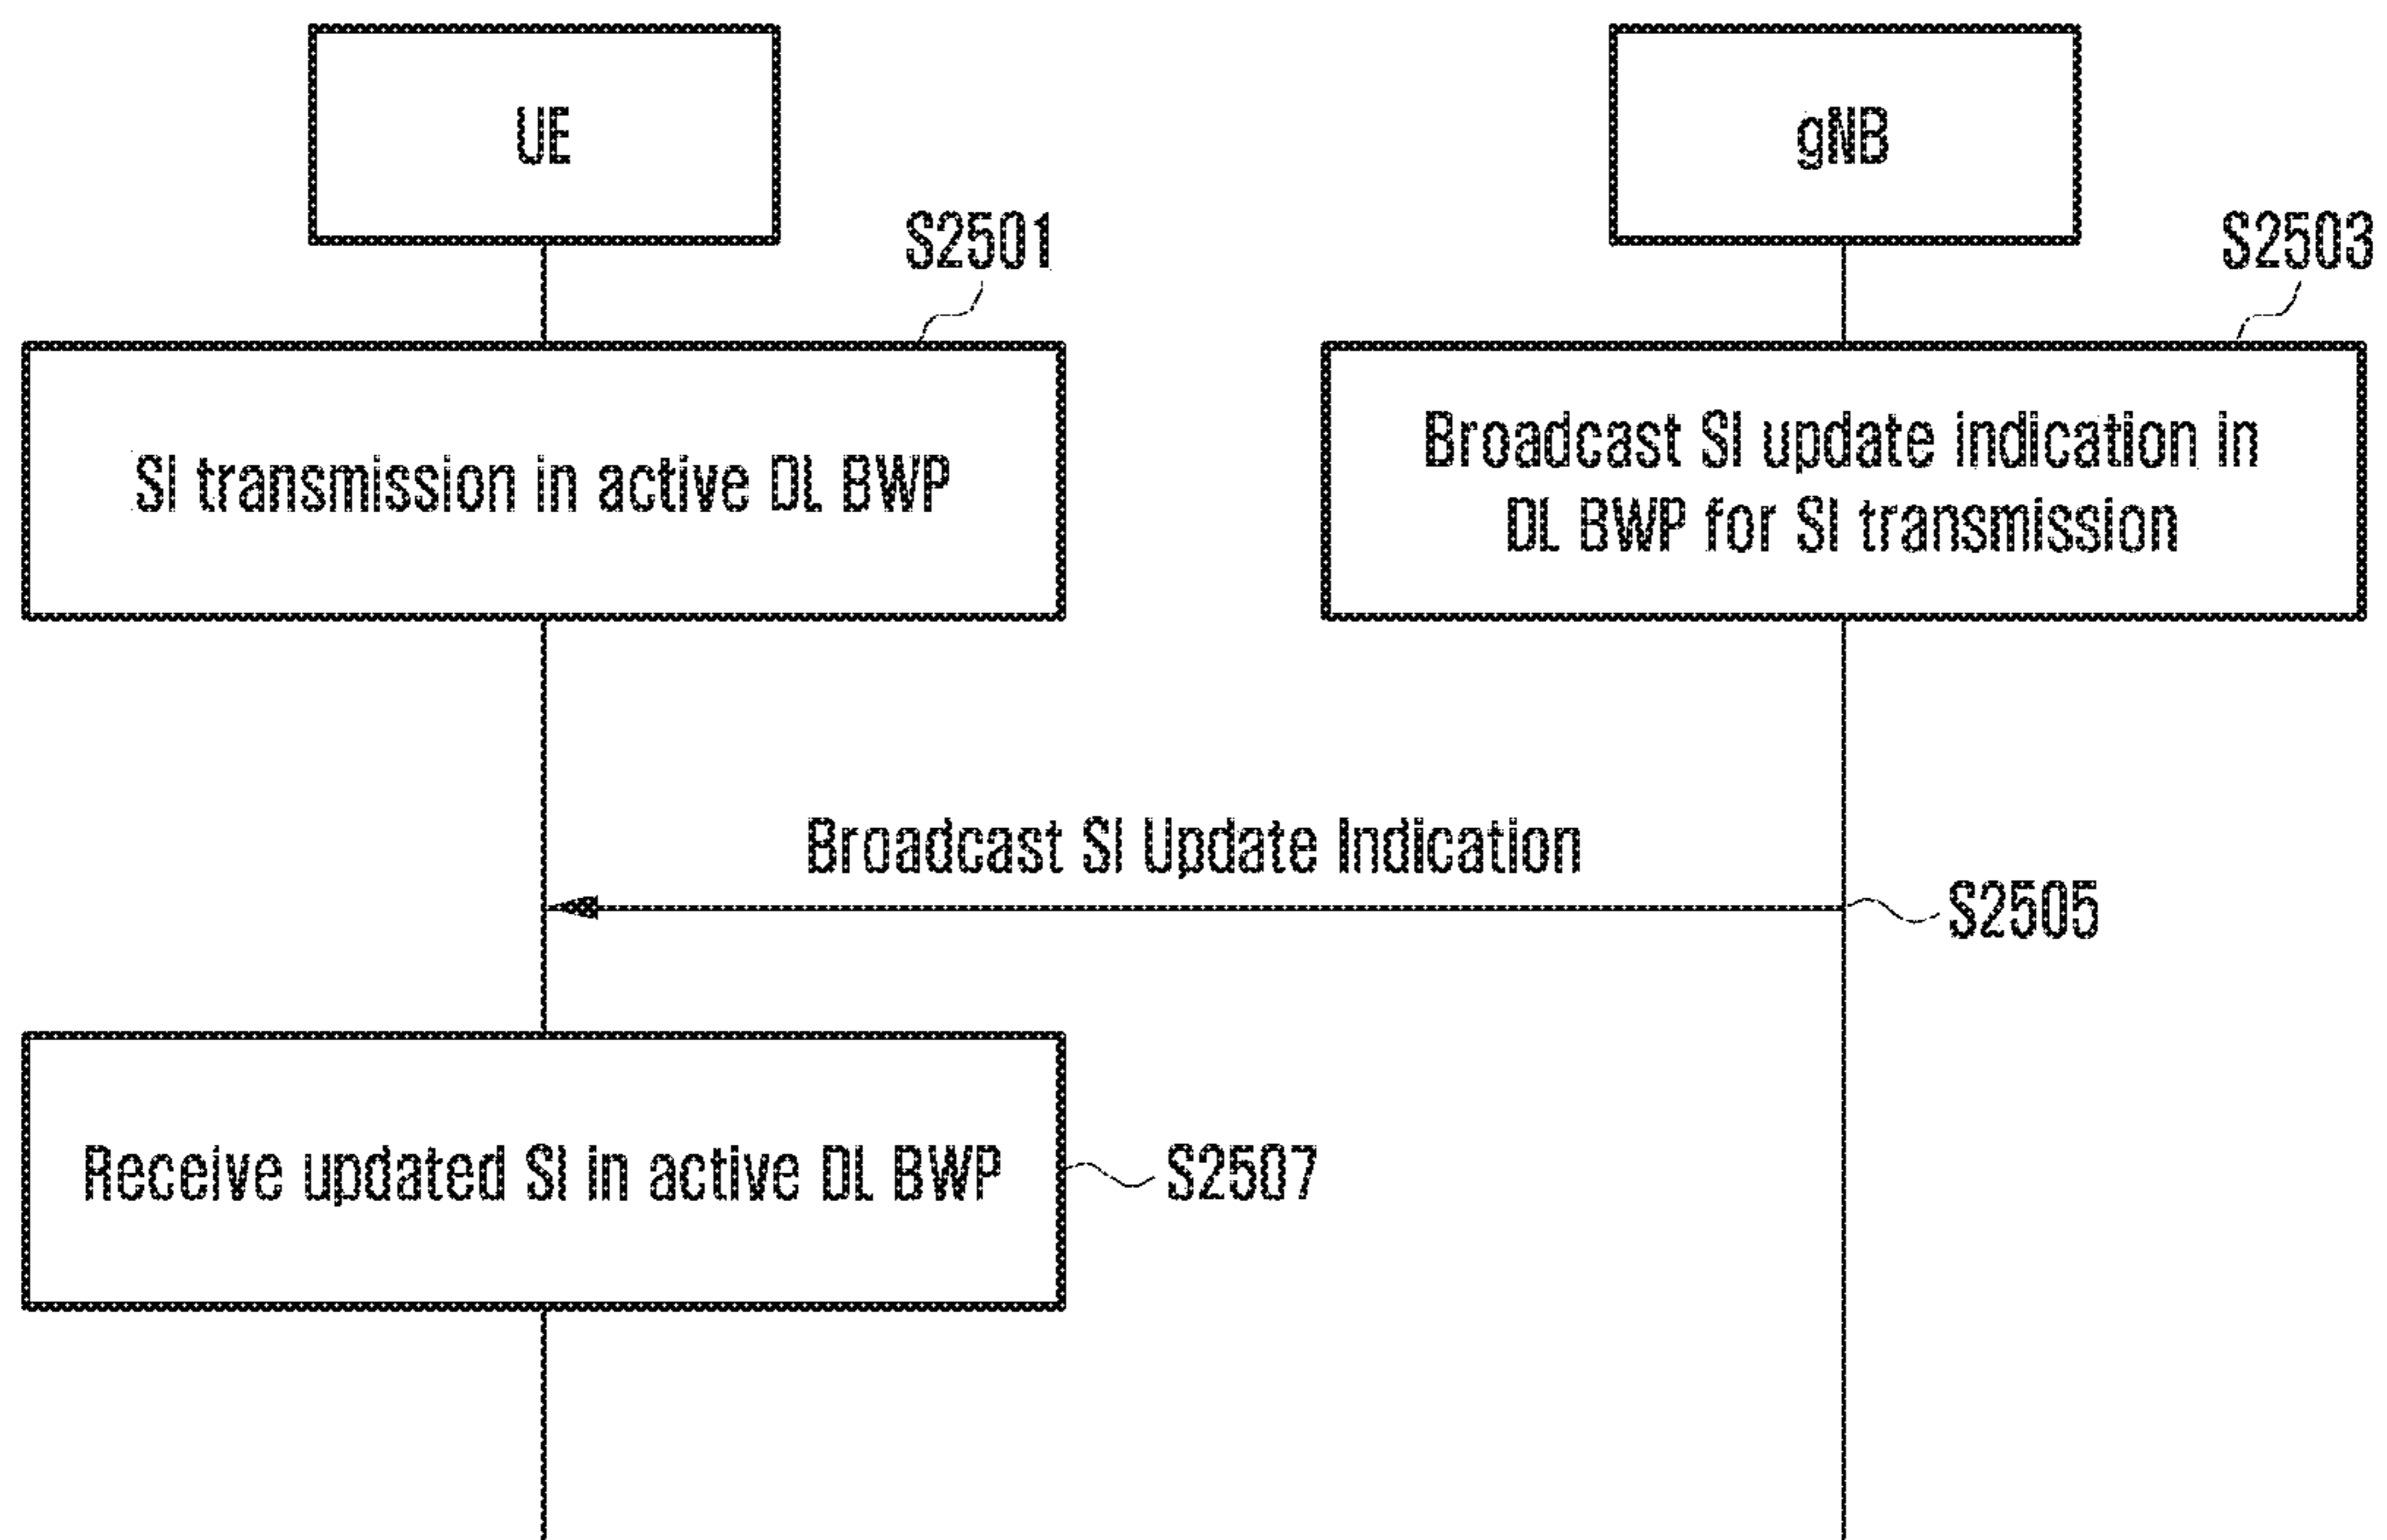 UE
gNB
S2501
S2503
SI transmission in active DL BWP
Broadcast SI update indication in
DL BWP for SI transmission
Broadcast SI Update Indication
S2505
Receive updated SI in active DL BWP
S2507